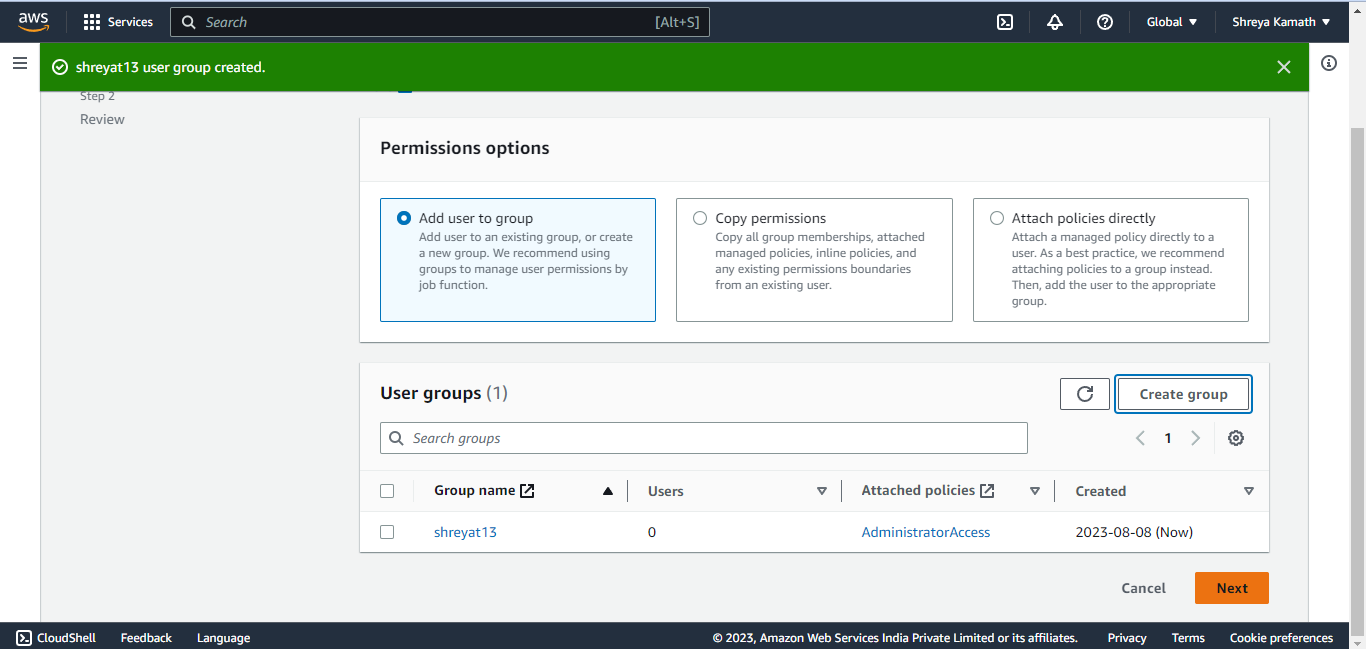 aws
Services
Search
[Alt+S]
Global
Shreya Kamath
shreyat13 user group created.
Step 2
Review
Permissions options
Add user to group
Add user to an existing group, or create
a new group. We recommend using
groups to manage user permissions by
job function.
Copy permissions
Copy all group memberships, attached
managed policies, inline policies, and
any existing permissions boundaries
from an existing user.
Attach policies directly
Attach a managed policy directly to a
user. As a best practice, we recommend
attaching policies to a group instead.
Then, add the user to the appropriate
group.
User groups (1)
Create group
Search groups
1
Group name
Users
Attached policies
Created
shreyat13
0
AdministratorAccess
2023-08-08 (Now)
Cancel
Next
CloudShell
Feedback
Language
© 2023, Amazon Web Services India Private Limited or its affiliates.
Privacy
Terms
Cookie preferences